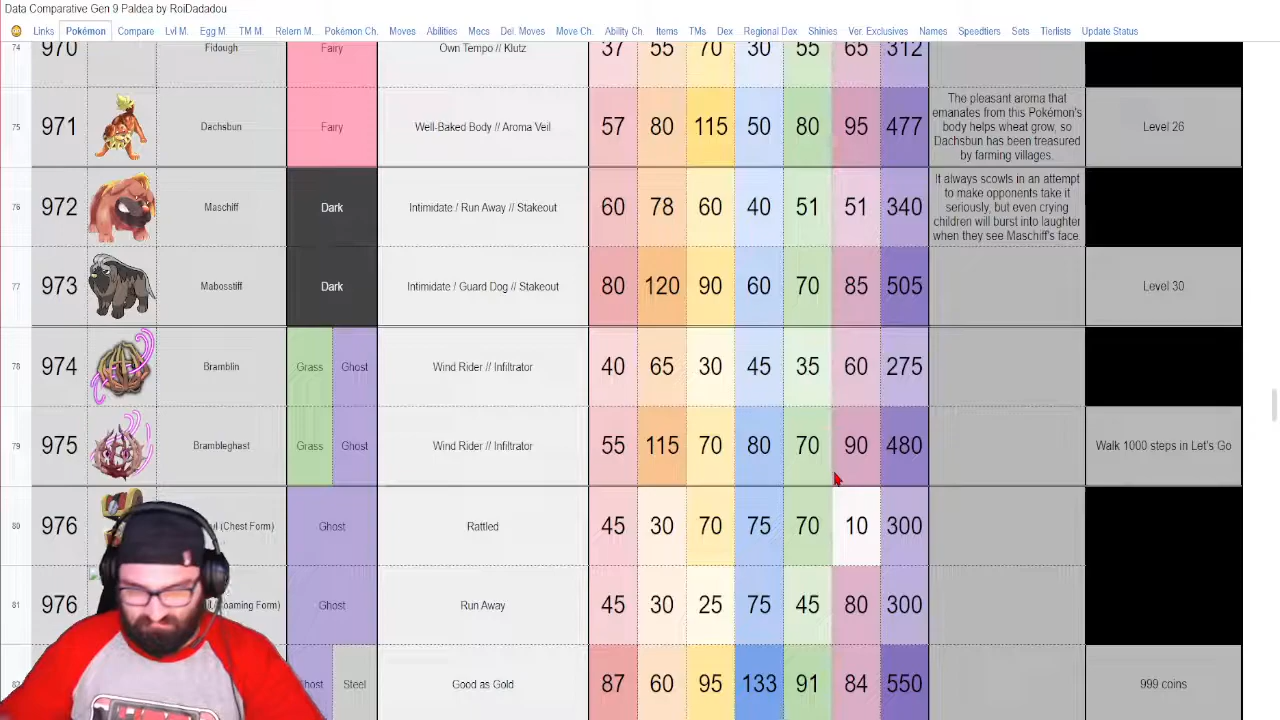 Data Comparative Gen 9 Paldea by RoiDadadou
Links Pokémon Compare Lvl M. Egg M. TM M. Relern M. Pokémon Ch. Moves Abilities Mecs Del. Moves Move Ch. Ability Ch. Items TMs Dex Regional Dex Shinies Ver. Exclusives Names Speedtiers Sets Tierlists Update Status
74 970 Fidough Fairy Own Tempo // Klutz 37 55 70 30 55 65 312
75 971 Dachsbun Fairy Well-Baked Body // Aroma Veil 57 80 115 50 80 95 477
The pleasant aroma that
emanates from this Pokémon's
body helps wheat grow, so
Dachsbun has been treasured
by farming villages.
Level 26
76 972 Maschiff Dark Intimidate / Run Away // Stakeout 60 78 60 40 51 51 340
It always scowls in an attempt
to make opponents take it
seriously, but even crying
children will burst into laughter
when they see Maschiff's face.
77 973 Mabosstiff Dark Intimidate / Guard Dog // Stakeout 80 120 90 60 70 85 505 Level 30
78 974 Bramblin Grass Ghost Wind Rider // Infiltrator 40 65 30 45 35 60 275
79 975 Brambleghast Grass Ghost Wind Rider // Infiltrator 55 115 70 80 70 90 480 Walk 1000 steps in Let's Go
80 976 (Chest Form) Ghost Rattled 45 30 70 75 70 10 300
81 976 Ghost Run Away 45 30 25 75 45 80 300
Form)
Steel Good as Gold 87 60 95 133 91 84 550 999 coins